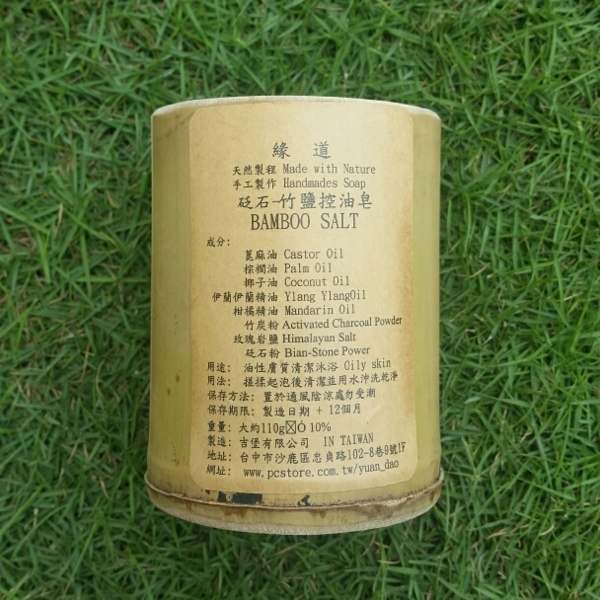 緣 道
天然製程 Made with Nature
手工製作 Handmades Soap
砭石-竹鹽控油皂
BAMBOO SALT
成分:
蓖麻油 Castor Oil
棕櫚油 Palm Oil
椰子油 Coconut Oil
伊蘭伊蘭精油 Ylang YlangOil
柑橘精油 Mandarin Oil
竹炭粉 Activated Charcoal Powder
玫瑰岩鹽 Himalayan Salt
砭石粉 Bian-Stone Power
用途: 油性膚質清潔沐浴 Oily skin
用法: 搓揉起泡後清潔並用水沖洗乾淨
保存方法: 置於通風陰涼處勿受潮
保存期限: 製造日期 + 12個月
重量: 大約110g☒Ó 10%
製造: 吉堡有限公司 IN TAIWAN
地址: 台中市沙鹿區忠貞路102-8巷9號1F
網址: www.pcstore.com.tw/yuan_dao